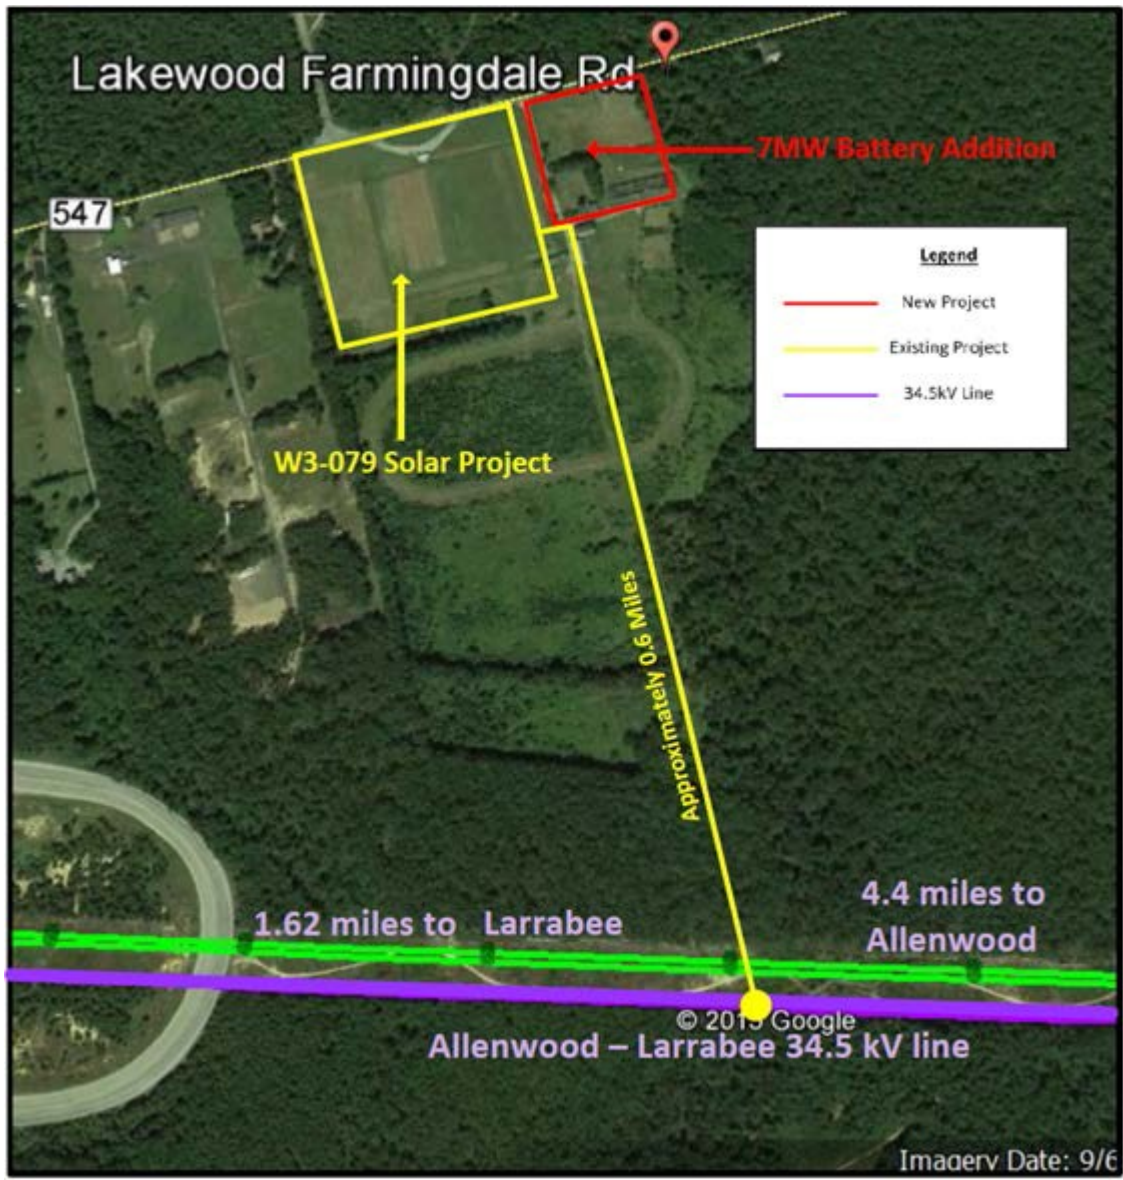 Lakewood Farmingdale Rd
547
7MW Battery Addition
Legend
New Project
Existing Project
34.5kV Line
W3-079 Solar Project
Approximately 0.6 Miles
1.62 miles to Larrabee
4.4 miles to
Allenwood
© 2015 Google
Allenwood – Larrabee 34.5 kV line
Imagery Date: 9/6